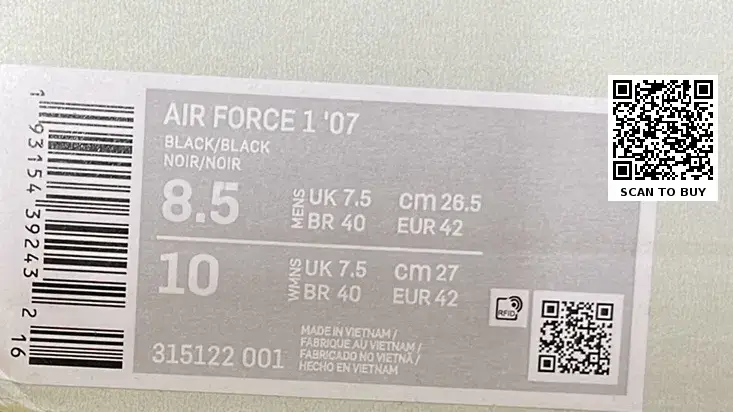 AIR FORCE 1 '07
BLACK/BLACK
NOIR/NOIR
8.5
MENS
UK 7.5 cm 26.5
BR 40 EUR 42
10
WMNS
UK 7.5 cm 27
BR 40 EUR 42
315122 001
MADE IN VIETNAM /
FABRIQUE AU VIETNAM /
FABRICADO NO VIETNÃ /
HECHO EN VIETNAM
RFID
1 93154 39243 2 16
SCAN TO BUY